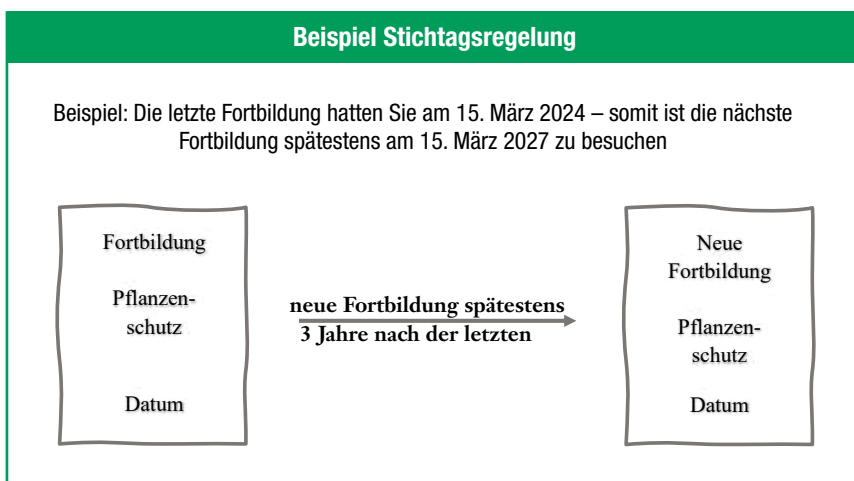 Beispiel Stichtagsregelung
Beispiel: Die letzte Fortbildung hatten Sie am 15. März 2024 – somit ist die nächste
Fortbildung spätestens am 15. März 2027 zu besuchen
Fortbildung
Pflanzen-
schutz
Datum
neue Fortbildung spätestens
3 Jahre nach der letzten
Neue
Fortbildung
Pflanzen-
schutz
Datum